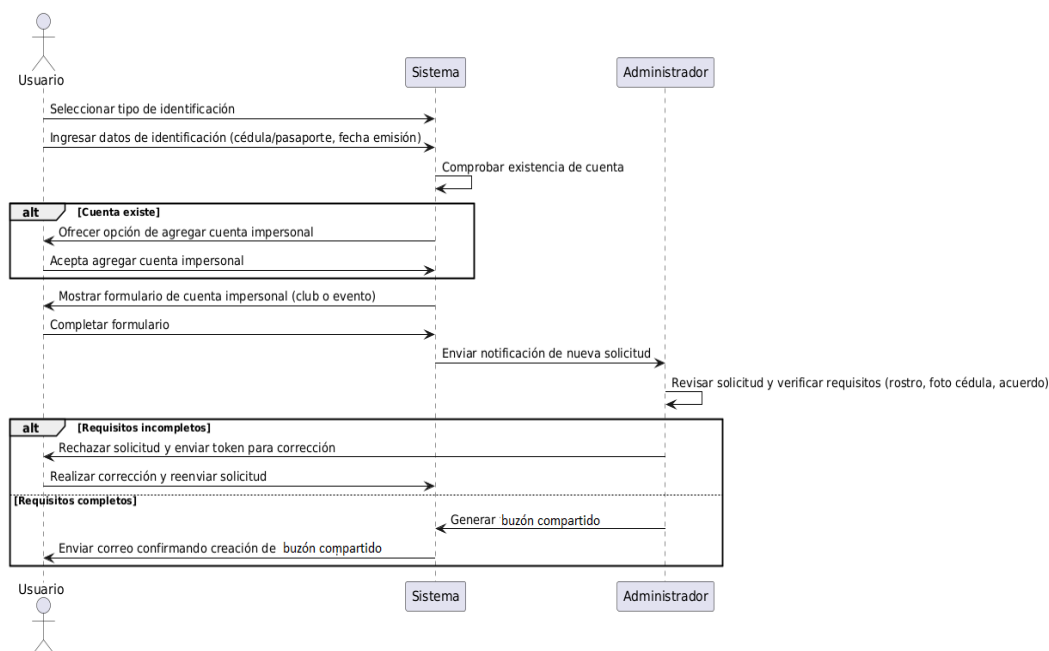 Usuario
Sistema
Administrador
Seleccionar tipo de identificación
Ingresar datos de identificación (cédula/pasaporte, fecha emisión)
Comprobar existencia de cuenta
alt [Cuenta existe]
Ofrecer opción de agregar cuenta impersonal
Acepta agregar cuenta impersonal
Mostrar formulario de cuenta impersonal (club o evento)
Completar formulario
Enviar notificación de nueva solicitud
Revisar solicitud y verificar requisitos (rostro, foto cédula, acuerdo)
alt [Requisitos incompletos]
Rechazar solicitud y enviar token para corrección
Realizar corrección y reenviar solicitud
[Requisitos completos]
Generar buzón compartido
Enviar correo confirmando creación de buzón compartido
Usuario
Sistema
Administrador